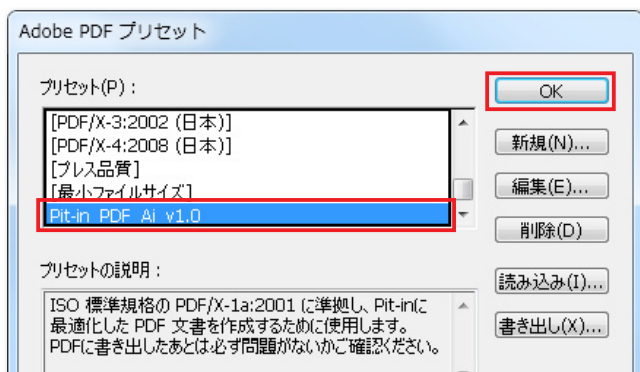 Adobe PDF プリセット
プリセット(P)：
[PDF/X-3:2002 (日本)]
[PDF/X-4:2008 (日本)]
[プレス品質]
[最小ファイルサイズ]
Pit-in_PDF_Ai_v1.0
OK
新規(N)...
編集(E)...
削除(D)
読み込み(I)...
書き出し(X)...
プリセットの説明：
ISO 標準規格の PDF/X-1a:2001 に準拠し、Pit-inに
最適化した PDF 文書を作成するために使用します。
PDFに書き出したあとは必ず問題がないかご確認ください。